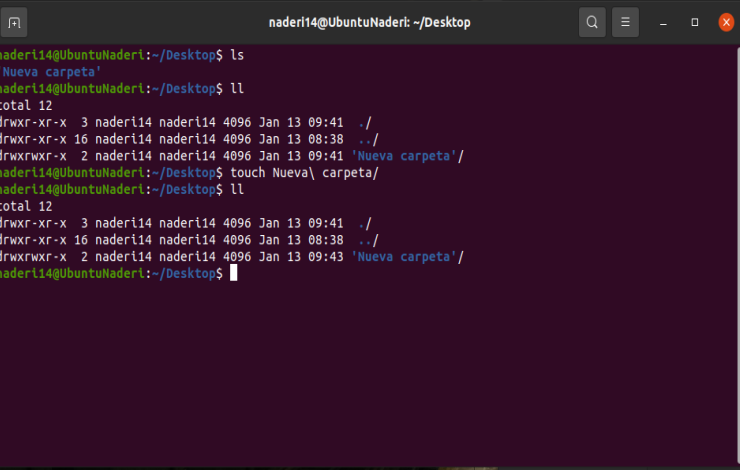 naderi14@UbuntuNaderi: ~/Desktop
naderi14@UbuntuNaderi:~/Desktop$ ls
'Nueva carpeta'
naderi14@UbuntuNaderi:~/Desktop$ ll
total 12
drwxr-xr-x  3 naderi14 naderi14 4096 Jan 13 09:41  ./
drwxr-xr-x 16 naderi14 naderi14 4096 Jan 13 08:38  ../
drwxrwxr-x  2 naderi14 naderi14 4096 Jan 13 09:41 'Nueva carpeta'/
naderi14@UbuntuNaderi:~/Desktop$ touch Nueva\ carpeta/
naderi14@UbuntuNaderi:~/Desktop$ ll
total 12
drwxr-xr-x  3 naderi14 naderi14 4096 Jan 13 09:41  ./
drwxr-xr-x 16 naderi14 naderi14 4096 Jan 13 08:38  ../
drwxrwxr-x  2 naderi14 naderi14 4096 Jan 13 09:43 'Nueva carpeta'/
naderi14@UbuntuNaderi:~/Desktop$